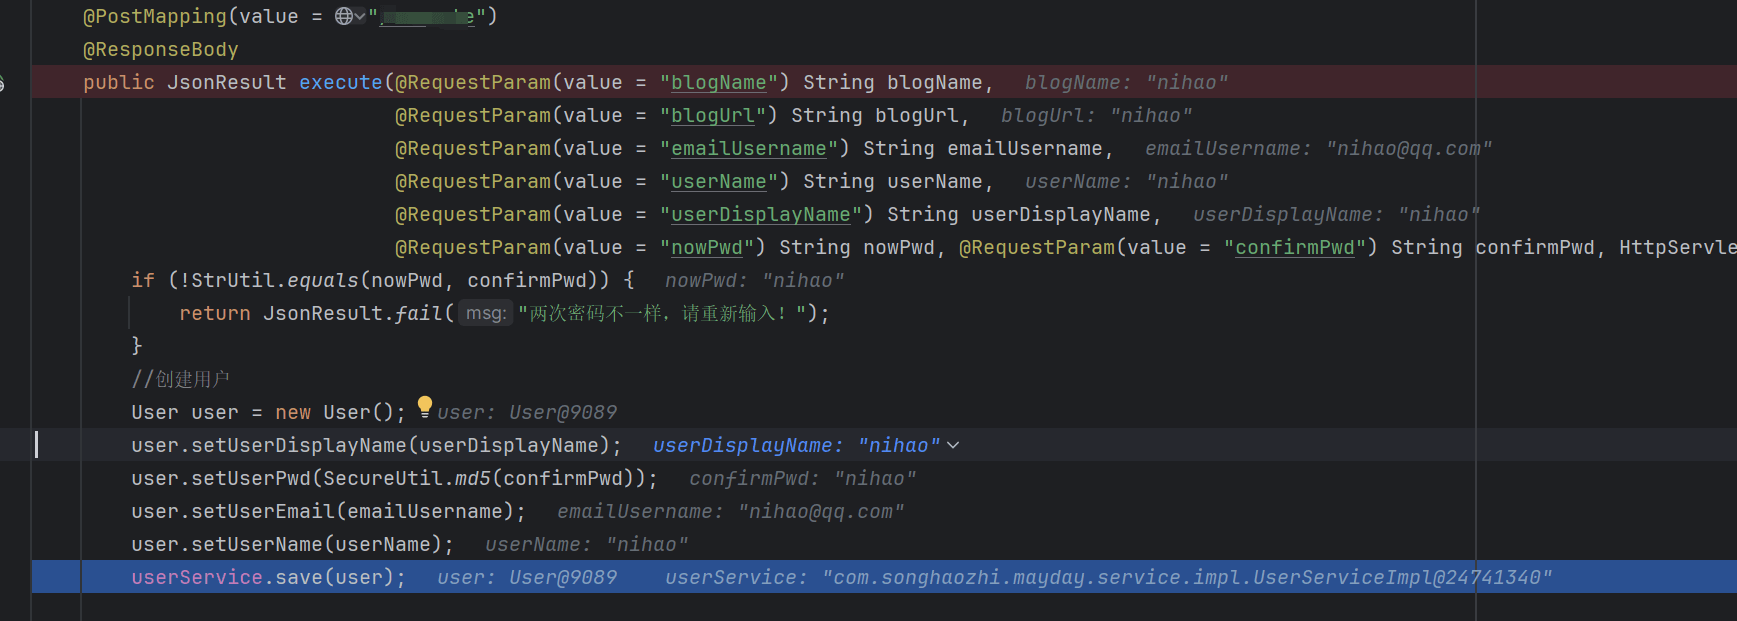 @PostMapping(value = "")
@ResponseBody
public JsonResult execute(@RequestParam(value = "blogName") String blogName, blogName: "nihao"
@RequestParam(value = "blogUrl") String blogUrl, blogUrl: "nihao"
@RequestParam(value = "emailUsername") String emailUsername, emailUsername: "nihao@qq.com"
@RequestParam(value = "userName") String userName, userName: "nihao"
@RequestParam(value = "userDisplayName") String userDisplayName, userDisplayName: "nihao"
@RequestParam(value = "nowPwd") String nowPwd, @RequestParam(value = "confirmPwd") String confirmPwd, HttpServle
if (!StrUtil.equals(nowPwd, confirmPwd)) { nowPwd: "nihao"
return JsonResult.fail( msg: "两次密码不一样，请重新输入！");
}
//创建用户
User user = new User(); user: User@9089
user.setUserDisplayName(userDisplayName); userDisplayName: "nihao"
user.setUserPwd(SecureUtil.md5(confirmPwd)); confirmPwd: "nihao"
user.setUserEmail(emailUsername); emailUsername: "nihao@qq.com"
user.setUserName(userName); userName: "nihao"
userService.save(user); user: User@9089 userService: "com.songhaozhi.mayday.service.impl.UserServiceImpl@24741340"